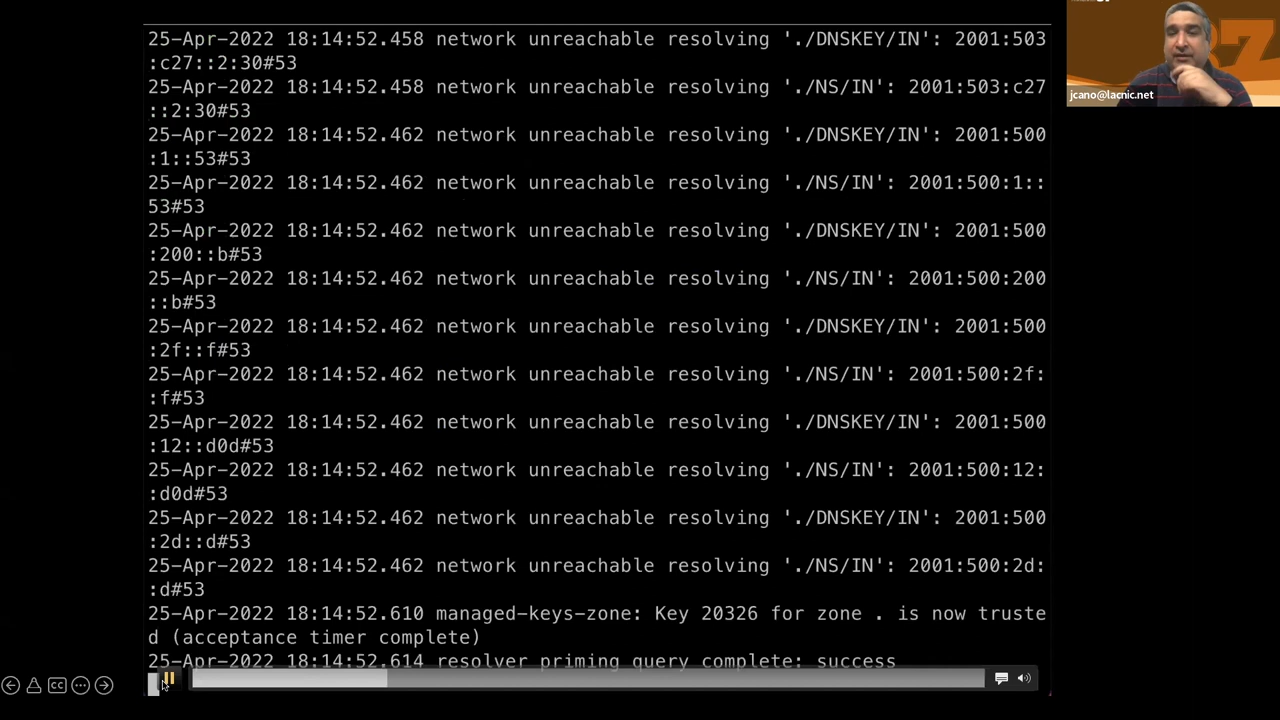 25-Apr-2022 18:14:52.458 network unreachable resolving './DNSKEY/IN': 2001:503
:c27::2:30#53
25-Apr-2022 18:14:52.458 network unreachable resolving './NS/IN': 2001:503:c27
::2:30#53
25-Apr-2022 18:14:52.462 network unreachable resolving './DNSKEY/IN': 2001:500
:1::53#53
25-Apr-2022 18:14:52.462 network unreachable resolving './NS/IN': 2001:500:1::
53#53
25-Apr-2022 18:14:52.462 network unreachable resolving './DNSKEY/IN': 2001:500
:200::b#53
25-Apr-2022 18:14:52.462 network unreachable resolving './NS/IN': 2001:500:200
::b#53
25-Apr-2022 18:14:52.462 network unreachable resolving './DNSKEY/IN': 2001:500
:2f::f#53
25-Apr-2022 18:14:52.462 network unreachable resolving './NS/IN': 2001:500:2f:
:f#53
25-Apr-2022 18:14:52.462 network unreachable resolving './DNSKEY/IN': 2001:500
:12::d0d#53
25-Apr-2022 18:14:52.462 network unreachable resolving './NS/IN': 2001:500:12:
:d0d#53
25-Apr-2022 18:14:52.462 network unreachable resolving './DNSKEY/IN': 2001:500
:2d::d#53
25-Apr-2022 18:14:52.462 network unreachable resolving './NS/IN': 2001:500:2d:
:d#53
25-Apr-2022 18:14:52.610 managed-keys-zone: Key 20326 for zone . is now truste
d (acceptance timer complete)
25-Apr-2022 18:14:52.614 resolver priming query complete: success
jcano@lacnic.net
CC